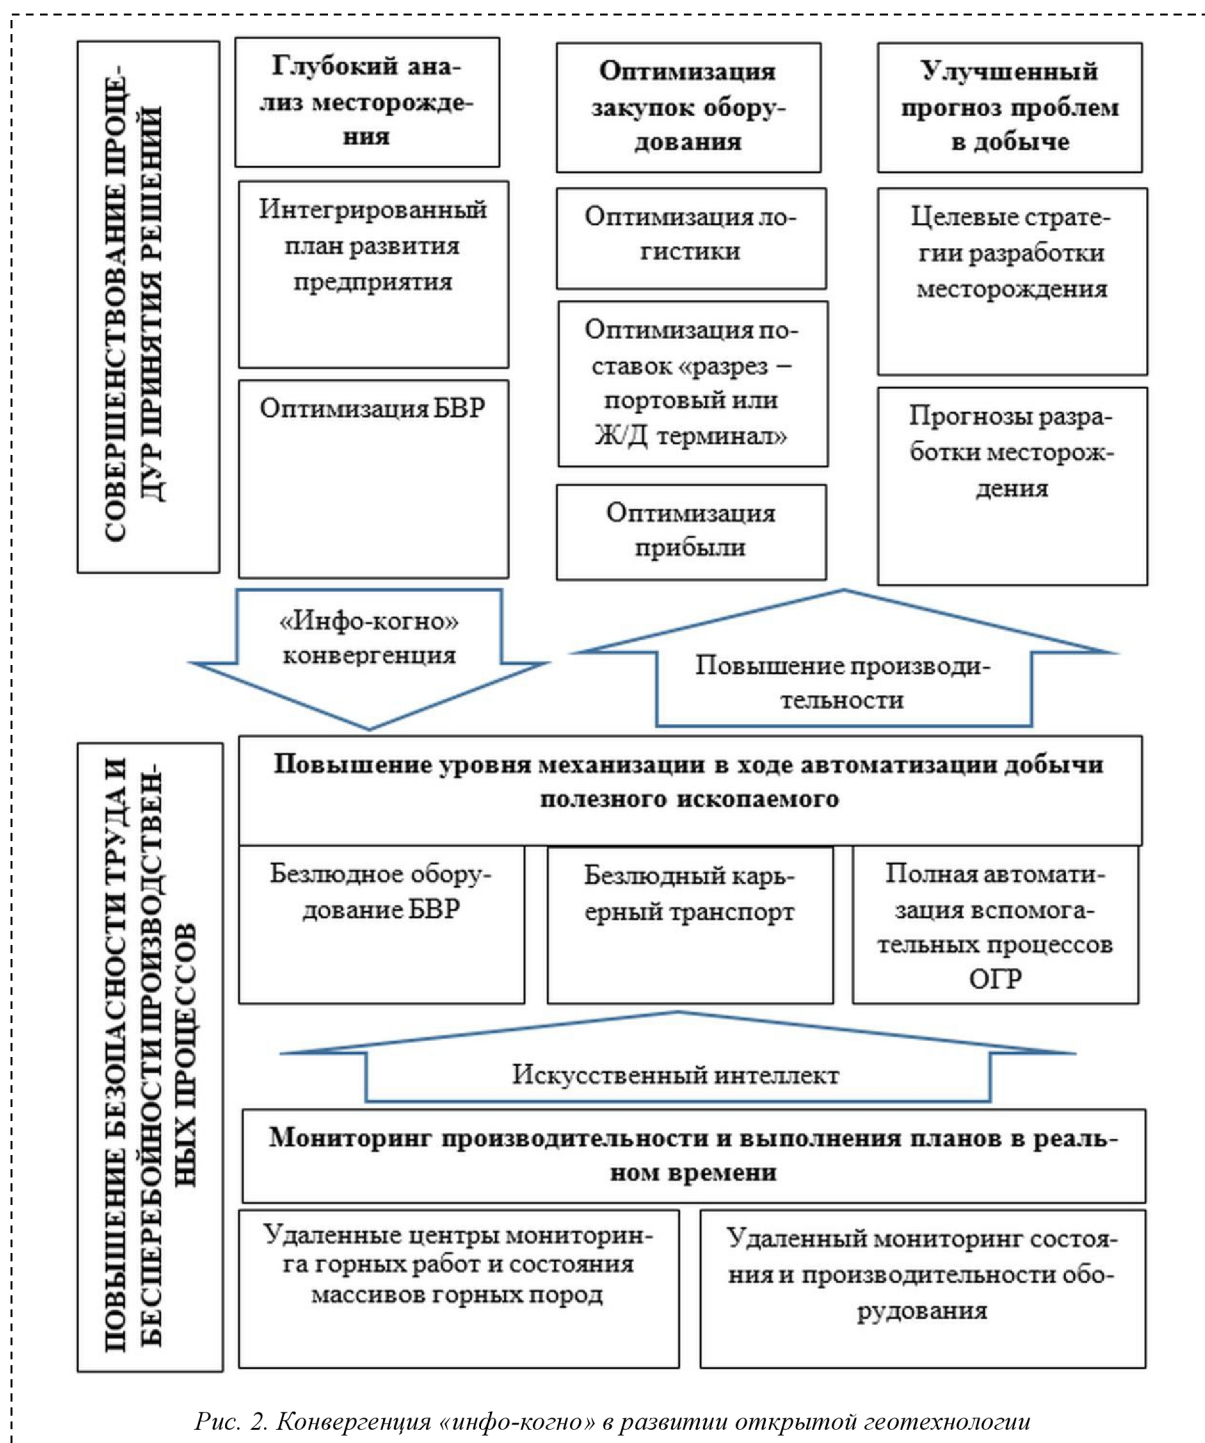 СОВЕРШЕНСТВОВАНИЕ ПРОЦЕ-
ДУР ПРИНЯТИЯ РЕШЕНИЙ
Глубокий ана-
лиз месторожде-
ния
Интегрированный
план развития
предприятия
Оптимизация БВР
Оптимизация
закупок обору-
дования
Оптимизация ло-
гистики
Оптимизация по-
ставок «разрез –
портовый или
Ж/Д терминал»
Оптимизация
прибыли
Улучшенный
прогноз проблем
в добыче
Целевые страте-
гии разработки
месторождения
Прогнозы разра-
ботки месторож-
дения
«Инфо-когно»
конвергенция
Повышение производи-
тельности
ПОВЫШЕНИЕ БЕЗОПАСНОСТИ ТРУДА И
БЕСПЕРЕБОЙНОСТИ ПРОИЗВОДСТВЕН-
НЫХ ПРОЦЕССОВ
Повышение уровня механизации в ходе автоматизации добычи
полезного ископаемого
Безлюдное обору-
дование БВР
Безлюдный карь-
ерный транспорт
Полная автомати-
зация вспомога-
тельных процессов
ОГР
Искусственный интеллект
Мониторинг производительности и выполнения планов в реаль-
ном времени
Удаленные центры мониторин-
га горных работ и состояния
массивов горных пород
Удаленный мониторинг состоя-
ния и производительности обо-
рудования
Рис. 2. Конвергенция «инфо-когно» в развитии открытой геотехнологии